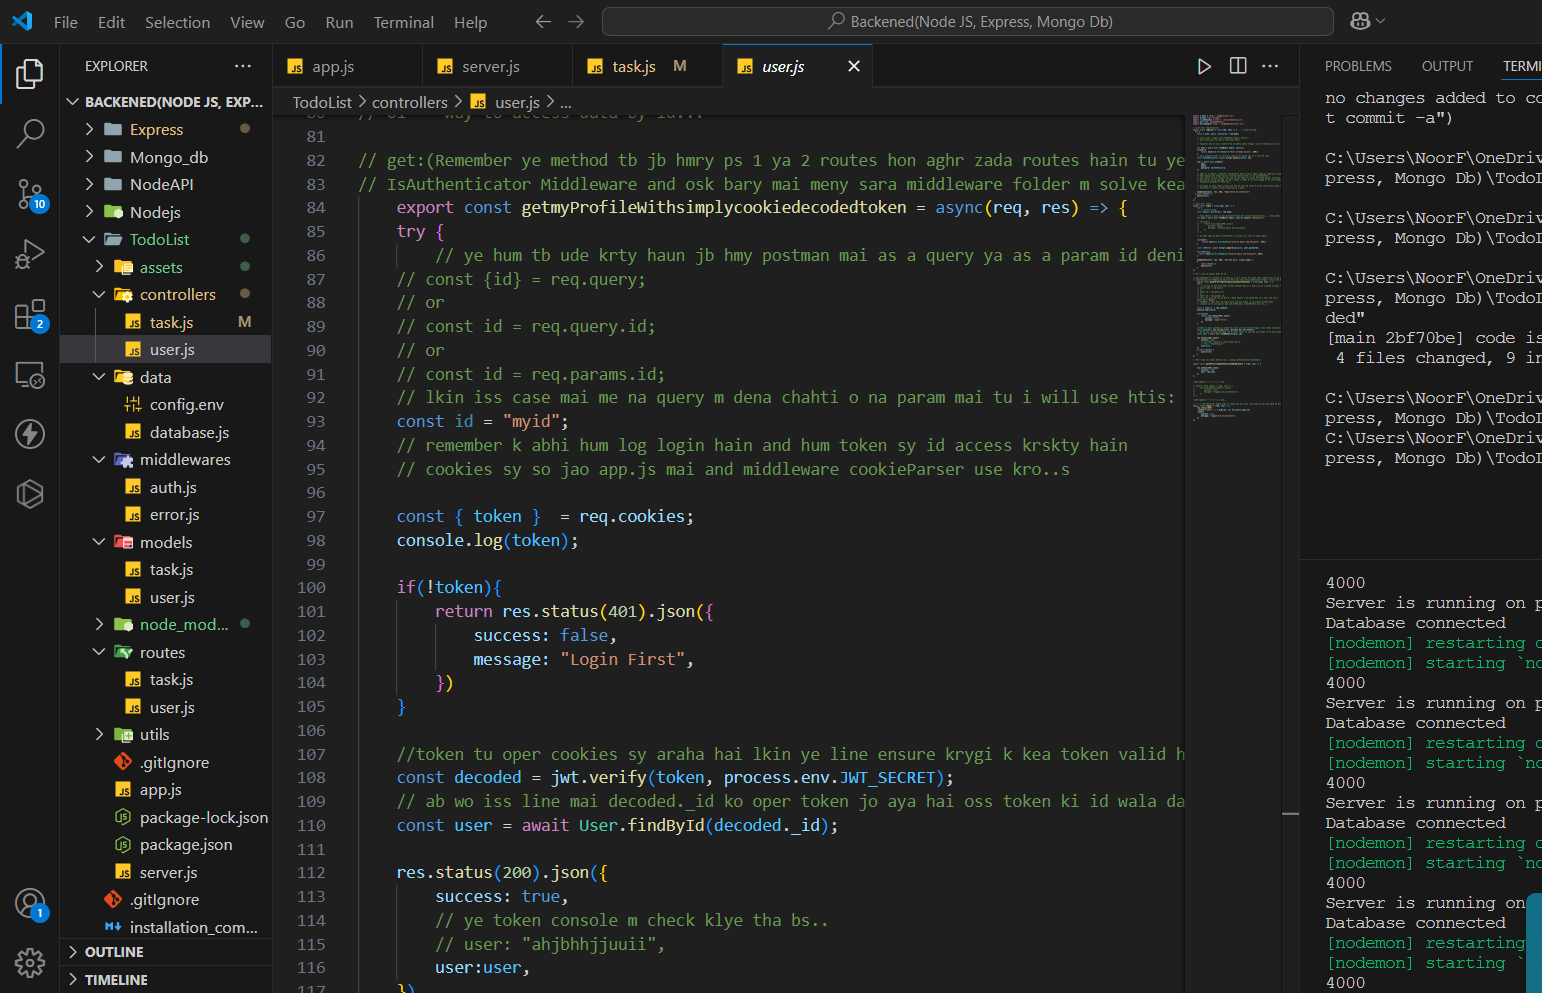 File Edit Selection View Go Run Terminal Help
Backened(Node JS, Express, Mongo Db)
EXPLORER
BACKENED(NODE JS, EXP...
Express
Mongo_db
NodeAPI
Nodejs
TodoList
assets
controllers
task.js M
user.js
data
config.env
database.js
middlewares
auth.js
error.js
models
task.js
user.js
node_mod...
routes
task.js
user.js
utils
.gitIgnore
app.js
package-lock.json
package.json
server.js
.gitIgnore
installation_com...
OUTLINE
TIMELINE
10
2
1
app.js
server.js
task.js M
user.js
TodoList > controllers > user.js > ...
81
82 // get:(Remember ye method tb jb hmry ps 1 ya 2 routes hon aghr zada routes hain tu ye
83 // IsAuthenticator Middleware and osk bary mai meny sara middleware folder m solve kea
84 export const getmyProfileWithsimplycookiedecodedtoken = async(req, res) => {
85 try {
86 // ye hum tb ude krty haun jb hmy postman mai as a query ya as a param id deni
87 // const {id} = req.query;
88 // or
89 // const id = req.query.id;
90 // or
91 // const id = req.params.id;
92 // lkin iss case mai me na query m dena chahti o na param mai tu i will use htis:
93 const id = "myid";
94 // remember k abhi hum log login hain and hum token sy id access krskty hain
95 // cookies sy so jao app.js mai and middleware cookieParser use kro..s
96
97 const { token } = req.cookies;
98 console.log(token);
99
100 if(!token){
101 return res.status(401).json({
102 success: false,
103 message: "Login First",
104 })
105 }
106
107 //token tu oper cookies sy araha hai lkin ye line ensure krygi k kea token valid h
108 const decoded = jwt.verify(token, process.env.JWT_SECRET);
109 // ab wo iss line mai decoded._id ko oper token jo aya hai oss token ki id wala da
110 const user = await User.findById(decoded._id);
111
112 res.status(200).json({
113 success: true,
114 // ye token console m check klye tha bs..
115 // user: "ahjbhhjjuuii",
116 user:user,
117 })
PROBLEMS OUTPUT TERMI
no changes added to co
t commit -a")
C:\Users\NoorF\OneDriv
press, Mongo Db)\TodoL
C:\Users\NoorF\OneDriv
press, Mongo Db)\TodoL
C:\Users\NoorF\OneDriv
press, Mongo Db)\TodoL
ded"
[main 2bf70be] code is
4 files changed, 9 in
C:\Users\NoorF\OneDriv
press, Mongo Db)\TodoL
C:\Users\NoorF\OneDriv
press, Mongo Db)\TodoL
4000
Server is running on p
Database connected
[nodemon] restarting
[nodemon] starting `no
4000
Server is running on p
Database connected
[nodemon] restarting
[nodemon] starting `no
4000
Server is running on p
Database connected
[nodemon] restarting
[nodemon] starting `no
4000
Server is running on
Database connected
[nodemon] restarting
[nodemon] starting `
4000